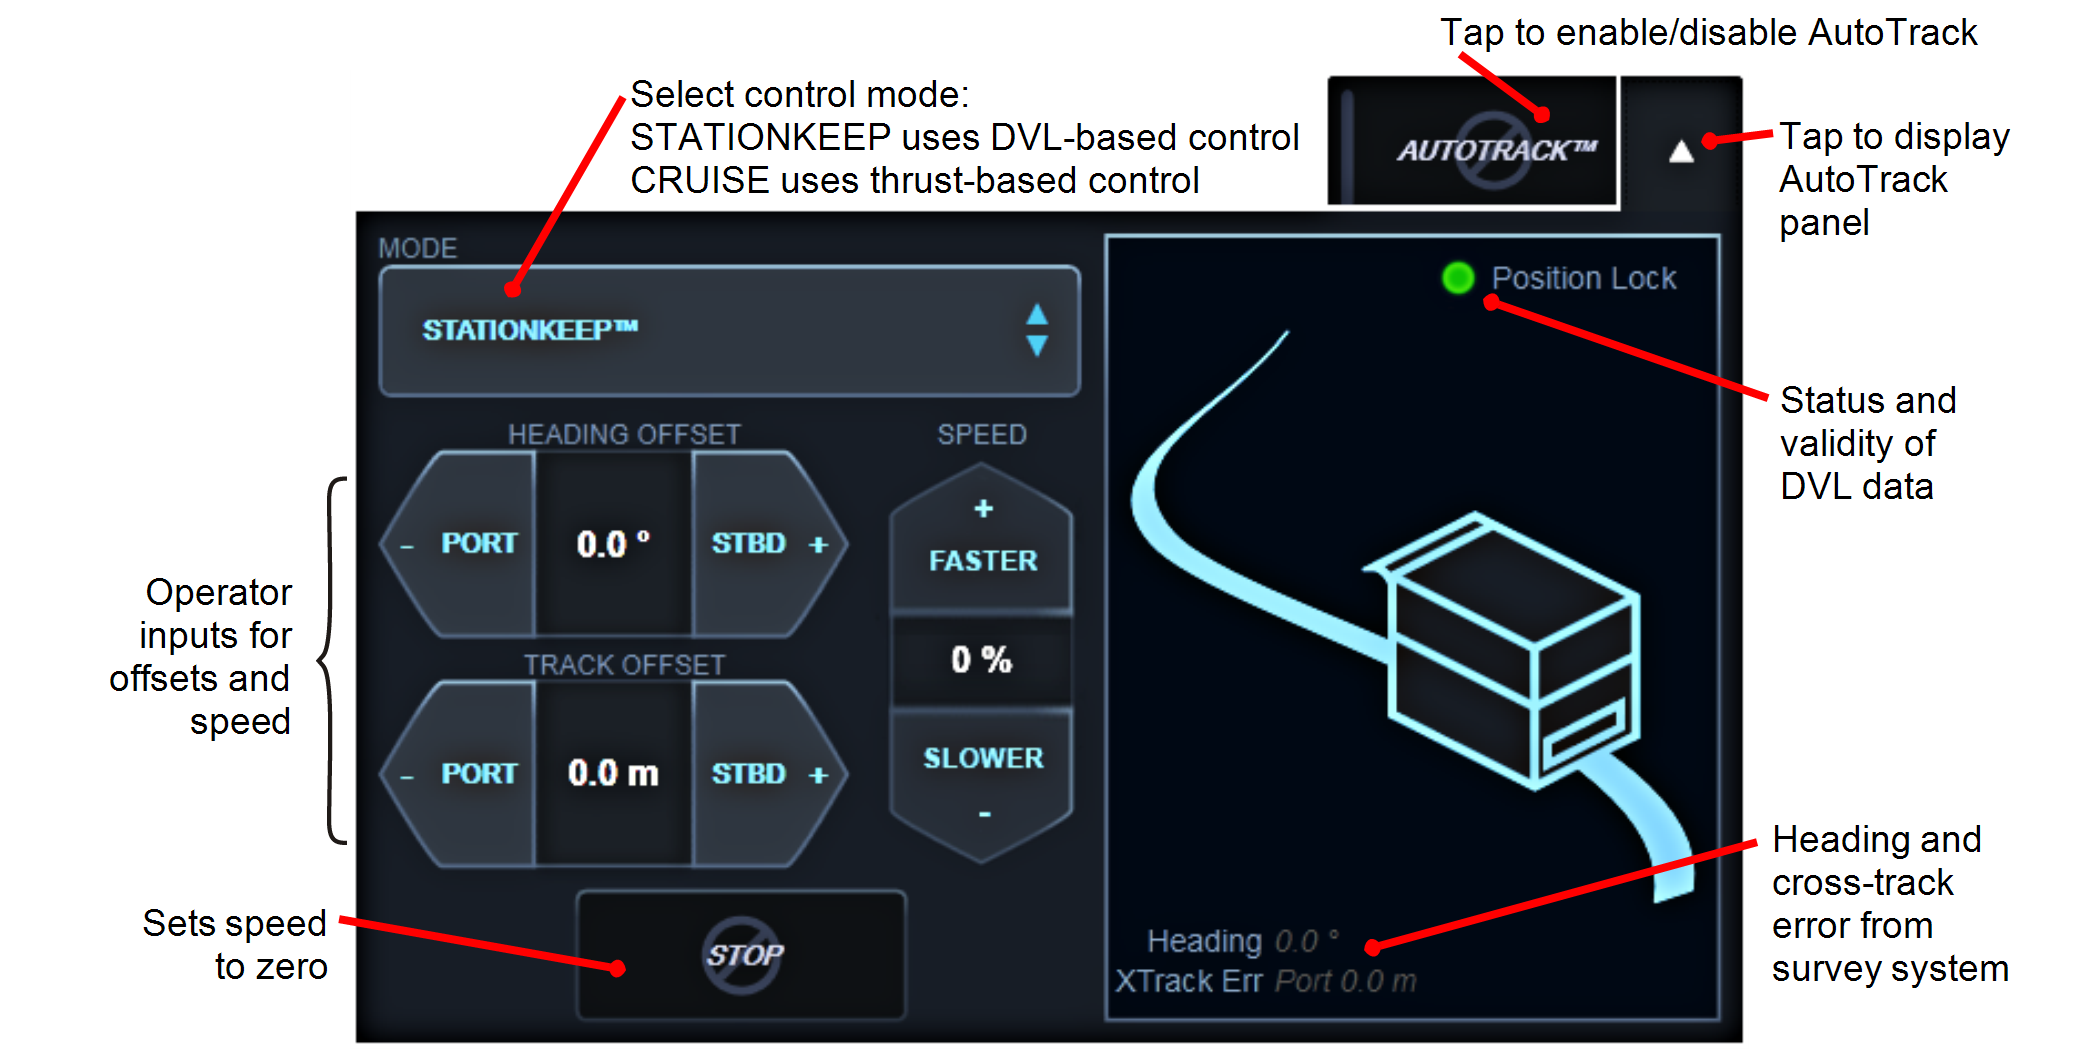 Tap to enable/disable AutoTrack
Select control mode:
STATIONKEEP uses DVL-based control
CRUISE uses thrust-based control
AUTOTRACK™
Tap to display
AutoTrack
panel
MODE
STATIONKEEP™
Position Lock
Status and
validity of
DVL data
HEADING OFFSET
- PORT
0.0 °
STBD +
SPEED
+
FASTER
0 %
SLOWER
-
Operator
inputs for
offsets and
speed
TRACK OFFSET
- PORT
0.0 m
STBD +
Sets speed
to zero
STOP
Heading 0.0 °
XTrack Err Port 0.0 m
Heading and
cross-track
error from
survey system